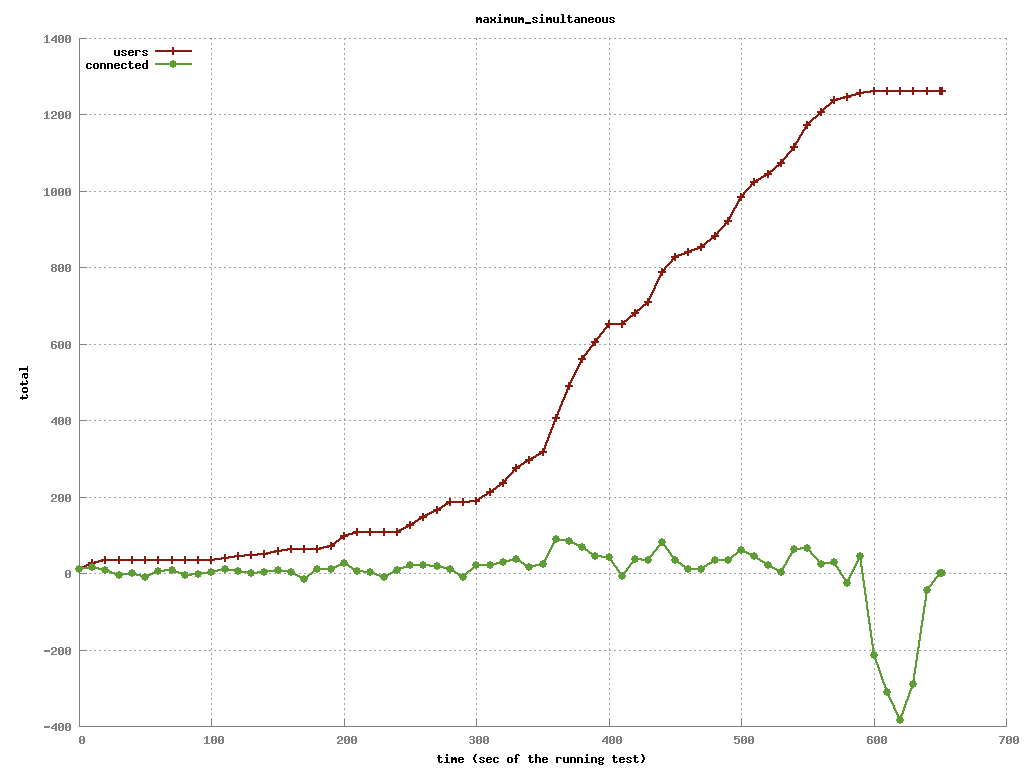 maximum_simultaneous
users
connected
1400
1200
1000
800
600
400
200
0
-200
-400
total
0 100 200 300 400 500 600 700
time (sec of the running test)